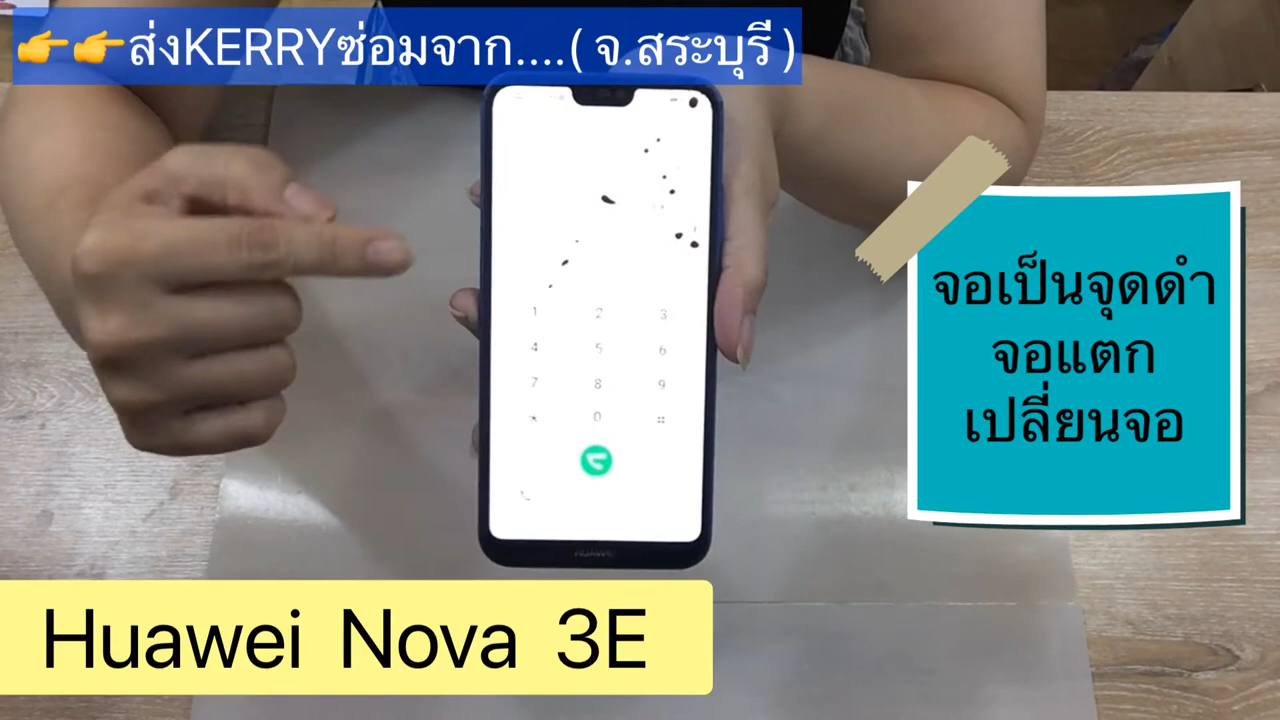 👉👉ส่งKERRYซ่อมจาก....( จ.สระบุรี )
จอเป็นจุดดำ
จอแตก
เปลี่ยนจอ
1 2 3
4 5 6
7 8 9
* 0 #
HUAWEI
Huawei Nova 3E